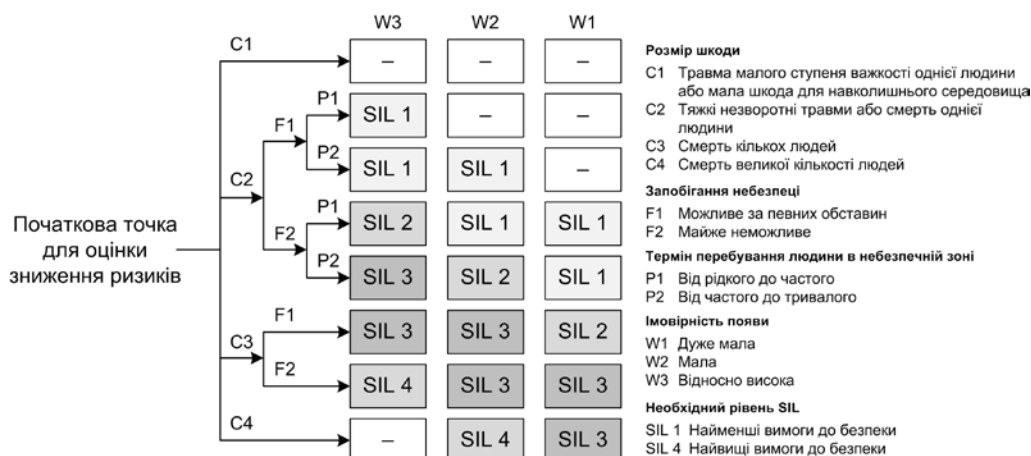 W3 W2 W1
C1 – – –
P1 SIL 1 – –
F1
P2 SIL 1 SIL 1 –
C2
P1 SIL 2 SIL 1 SIL 1
F2
P2 SIL 3 SIL 2 SIL 1
Початкова точка
для оцінки
зниження ризиків
F1 SIL 3 SIL 3 SIL 2
C3
F2 SIL 4 SIL 3 SIL 3
C4 – SIL 4 SIL 3
Розмір шкоди
C1 Травма малого ступеня важкості однієї людини
або мала шкода для навколишнього середовища
C2 Тяжкі незворотні травми або смерть однієї
людини
C3 Смерть кількох людей
C4 Смерть великої кількості людей
Запобігання небезпеці
F1 Можливе за певних обставин
F2 Майже неможливе
Термін перебування людини в небезпечній зоні
P1 Від рідкого до частого
P2 Від частого до тривалого
Імовірність появи
W1 Дуже мала
W2 Мала
W3 Відносно висока
Необхідний рівень SIL
SIL 1 Найменші вимоги до безпеки
SIL 4 Найвищі вимоги до безпеки